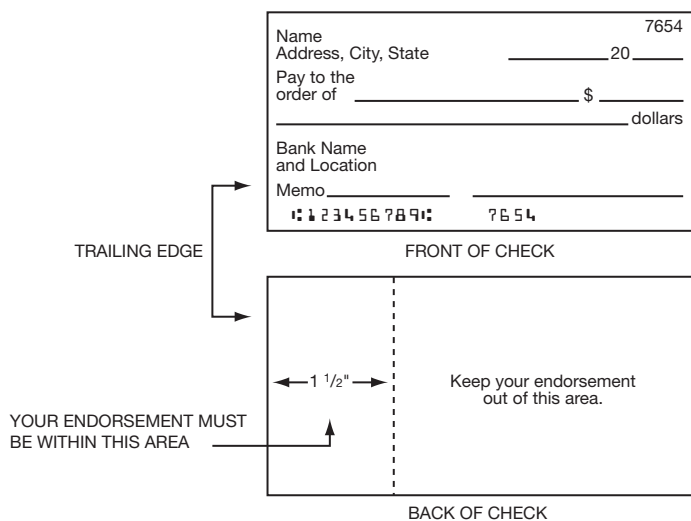 7654
Name
Address, City, State 20
Pay to the
order of $
dollars
Bank Name
and Location
Memo
⑆123456789⑆ 7654
TRAILING EDGE
FRONT OF CHECK
1 1/2"
Keep your endorsement
out of this area.
YOUR ENDORSEMENT MUST
BE WITHIN THIS AREA
BACK OF CHECK